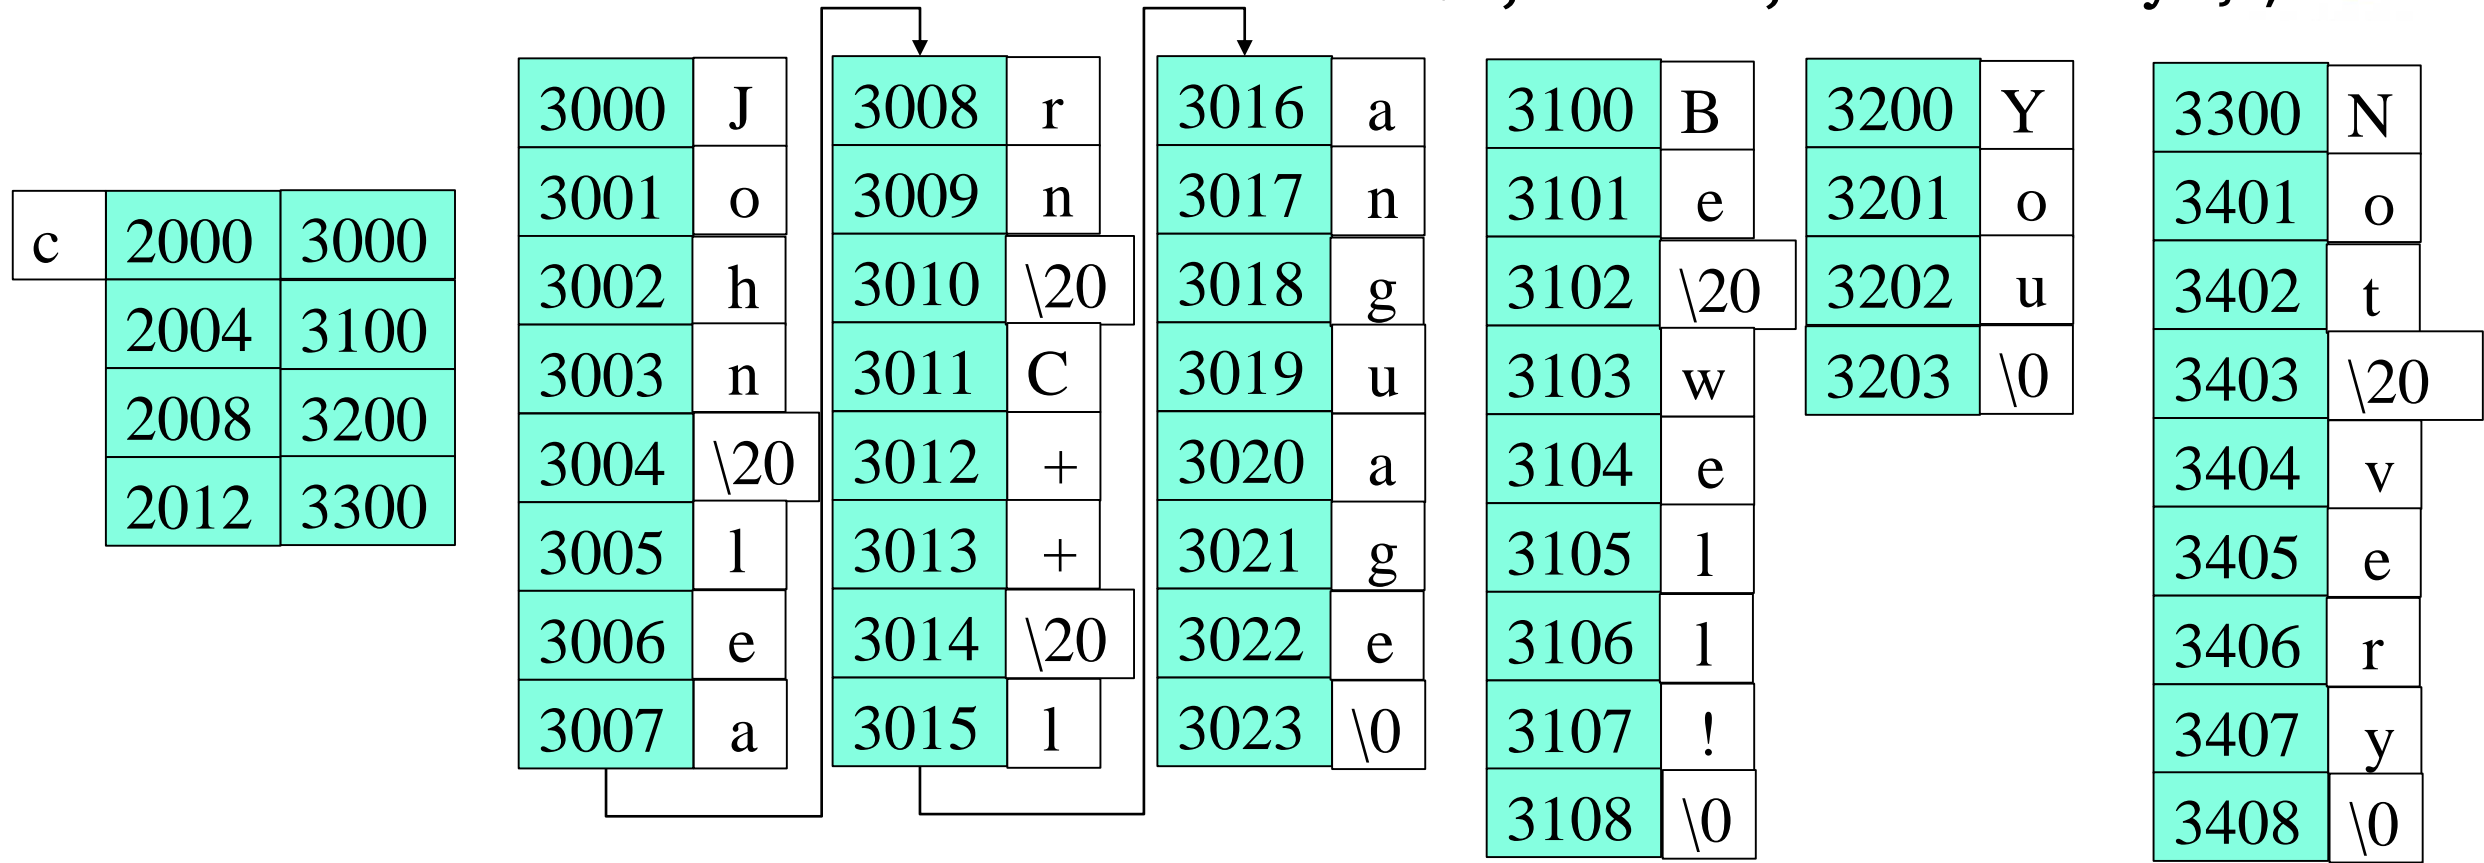 c 2000 3000
2004 3100
2008 3200
2012 3300
3000 J
3001 o
3002 h
3003 n
3004 \20
3005 l
3006 e
3007 a
3008 r
3009 n
3010 \20
3011 C
3012 +
3013 +
3014 \20
3015 l
3016 a
3017 n
3018 g
3019 u
3020 a
3021 g
3022 e
3023 \0
3100 B
3101 e
3102 \20
3103 w
3104 e
3105 l
3106 l
3107 !
3108 \0
3200 Y
3201 o
3202 u
3203 \0
3300 N
3401 o
3402 t
3403 \20
3404 v
3405 e
3406 r
3407 y
3408 \0